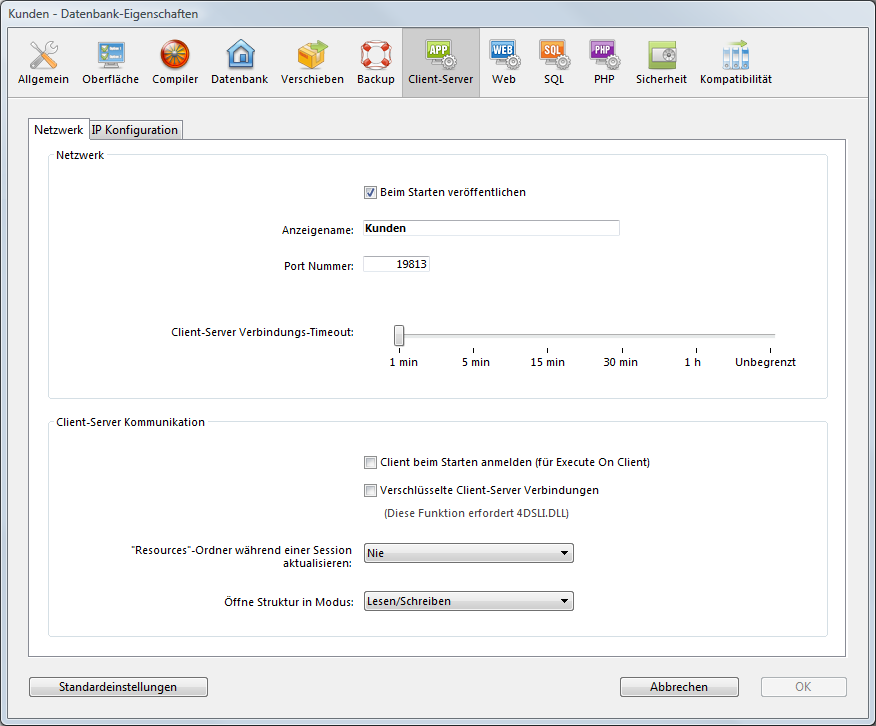 Kunden - Datenbank-Eigenschaften
Allgemein Oberfläche Compiler Datenbank Verschieben Backup APP Client-Server WEB Web SQL SQL PHP PHP Sicherheit Kompatibilität
Netzwerk IP Konfiguration
Netzwerk
Beim Starten veröffentlichen
Anzeigename: Kunden
Port Nummer: 19813
Client-Server Verbindungs-Timeout:
1 min 5 min 15 min 30 min 1 h Unbegrenzt
Client-Server Kommunikation
Client beim Starten anmelden (für Execute On Client)
Verschlüsselte Client-Server Verbindungen
(Diese Funktion erfordert 4DSLI.DLL)
"Resources"-Ordner während einer Session
aktualisieren: Nie
Öffne Struktur in Modus: Lesen/Schreiben
Standardeinstellungen Abbrechen OK